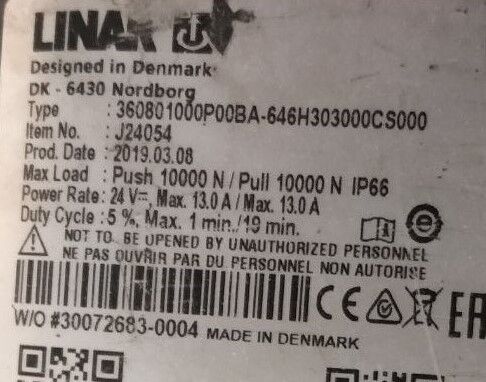 LINAK
Designed in Denmark
DK - 6430 Nordborg
Type : 360801000P00BA-646H303000CS000
Item No. : J24054
Prod. Date : 2019.03.08
Max Load : Push 10000 N / Pull 10000 N IP66
Power Rate : 24 V⎓, Max. 13.0 A / Max. 13.0 A
Duty Cycle : 5 %, Max. 1 min. / 19 min.
NOT TO BE OPENED BY UNAUTHORIZED PERSONNEL
NE PAS OUVRIR PAR DU PERSONNEL NON AUTORISE
CE EAC
W/O #30072683-0004 MADE IN DENMARK